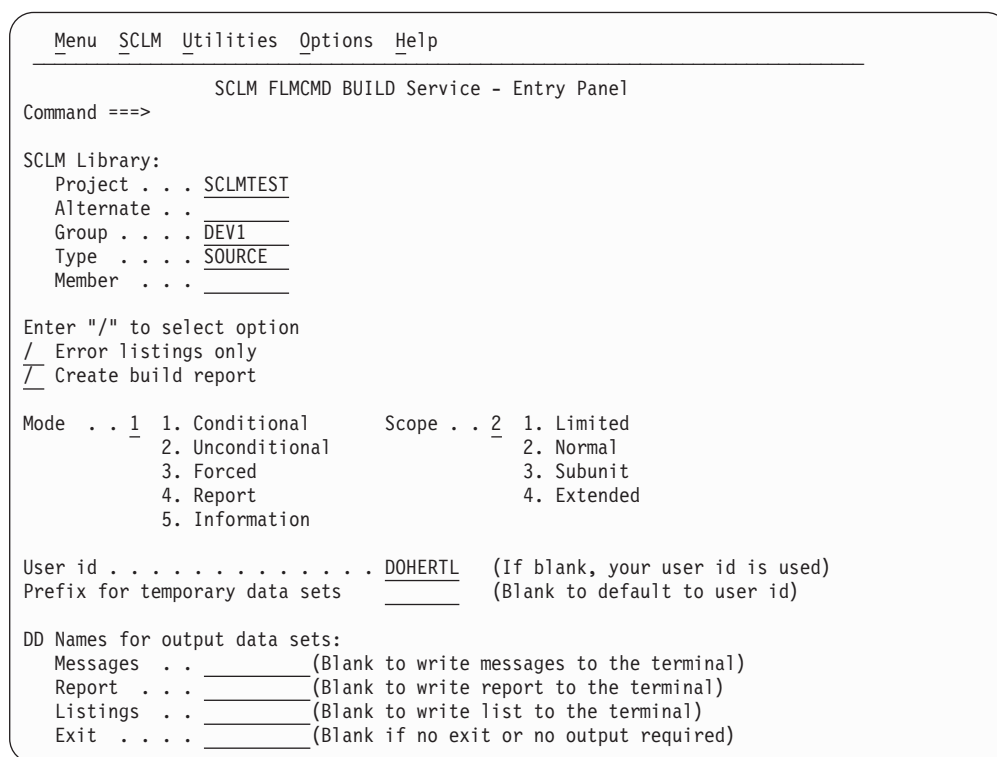 Menu SCLM Utilities Options Help
SCLM FLMCMD BUILD Service - Entry Panel
Command ===>
SCLM Library:
Project . . . SCLMTEST
Alternate . .
Group . . . . DEV1
Type . . . . SOURCE
Member . . .
Enter "/" to select option
/ Error listings only
/ Create build report
Mode . . 1 1. Conditional Scope . . 2 1. Limited
2. Unconditional 2. Normal
3. Forced 3. Subunit
4. Report 4. Extended
5. Information
User id . . . . . . . . . . . . . DOHERTL (If blank, your user id is used)
Prefix for temporary data sets (Blank to default to user id)
DD Names for output data sets:
Messages . . (Blank to write messages to the terminal)
Report . . . (Blank to write report to the terminal)
Listings . . (Blank to write list to the terminal)
Exit . . . . (Blank if no exit or no output required)